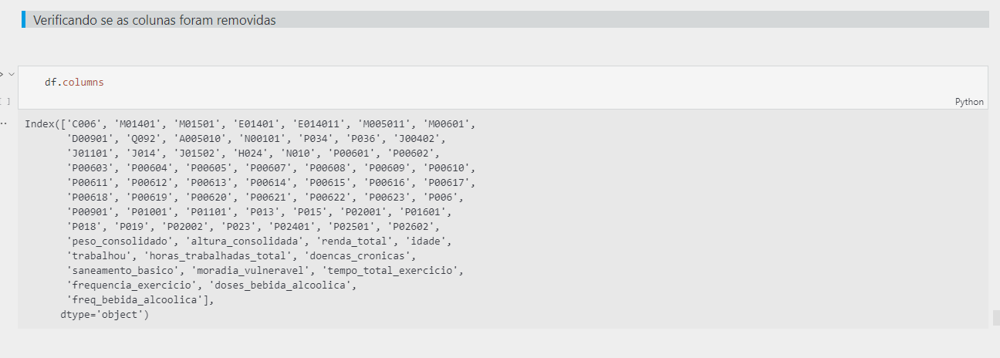 Verificando se as colunas foram removidas
df.columns
Python
Index(['C006', 'M01401', 'M01501', 'E01401', 'E014011', 'M005011', 'M00601',
'D00901', 'Q092', 'A005010', 'N00101', 'P034', 'P036', 'J00402',
'J01101', 'J014', 'J01502', 'H024', 'N010', 'P00601', 'P00602',
'P00603', 'P00604', 'P00605', 'P00607', 'P00608', 'P00609', 'P00610',
'P00611', 'P00612', 'P00613', 'P00614', 'P00615', 'P00616', 'P00617',
'P00618', 'P00619', 'P00620', 'P00621', 'P00622', 'P00623', 'P006',
'P00901', 'P01001', 'P01101', 'P013', 'P015', 'P02001', 'P01601',
'P018', 'P019', 'P02002', 'P023', 'P02401', 'P02501', 'P02602',
'peso_consolidado', 'altura_consolidada', 'renda_total', 'idade',
'trabalhou', 'horas_trabalhadas_total', 'doencas_cronicas',
'saneamento_basico', 'moradia_vulneravel', 'tempo_total_exercicio',
'frequencia_exercicio', 'doses_bebida_alcoolica',
'freq_bebida_alcoolica'],
dtype='object')